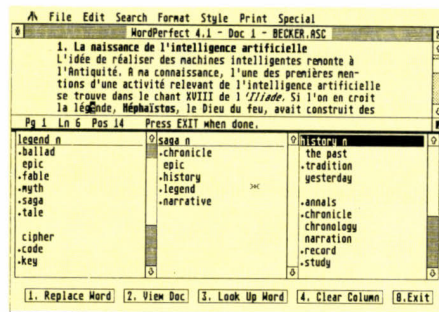 File Edit Search Format Style Print Special
WordPerfect 4.1 - Doc 1 - BECKER.ASC
1. La naissance de l'intelligence artificielle
L'idée de réaliser des machines intelligentes remonte à
l'Antiquité. A ma connaissance, l'une des premières men-
tions d'une activité relevant de l'intelligence artificielle
se trouve dans le chant XVIII de l'Iliade. Si l'on en croit
la légende, Héphaïstos, le Dieu du feu, avait construit des
Pg 1 Ln 6 Pos 14 Press EXIT when done.
legend n
.ballad
epic
.fable
.myth
.saga
.tale
cipher
.code
.key
saga n
.chronicle
epic
.history
.legend
.narrative
history n
the past
.tradition
yesterday
.annals
.chronicle
chronology
narration
.record
.study
1. Replace Word 2. View Doc 3. Look Up Word 4. Clear Column 0.Exit